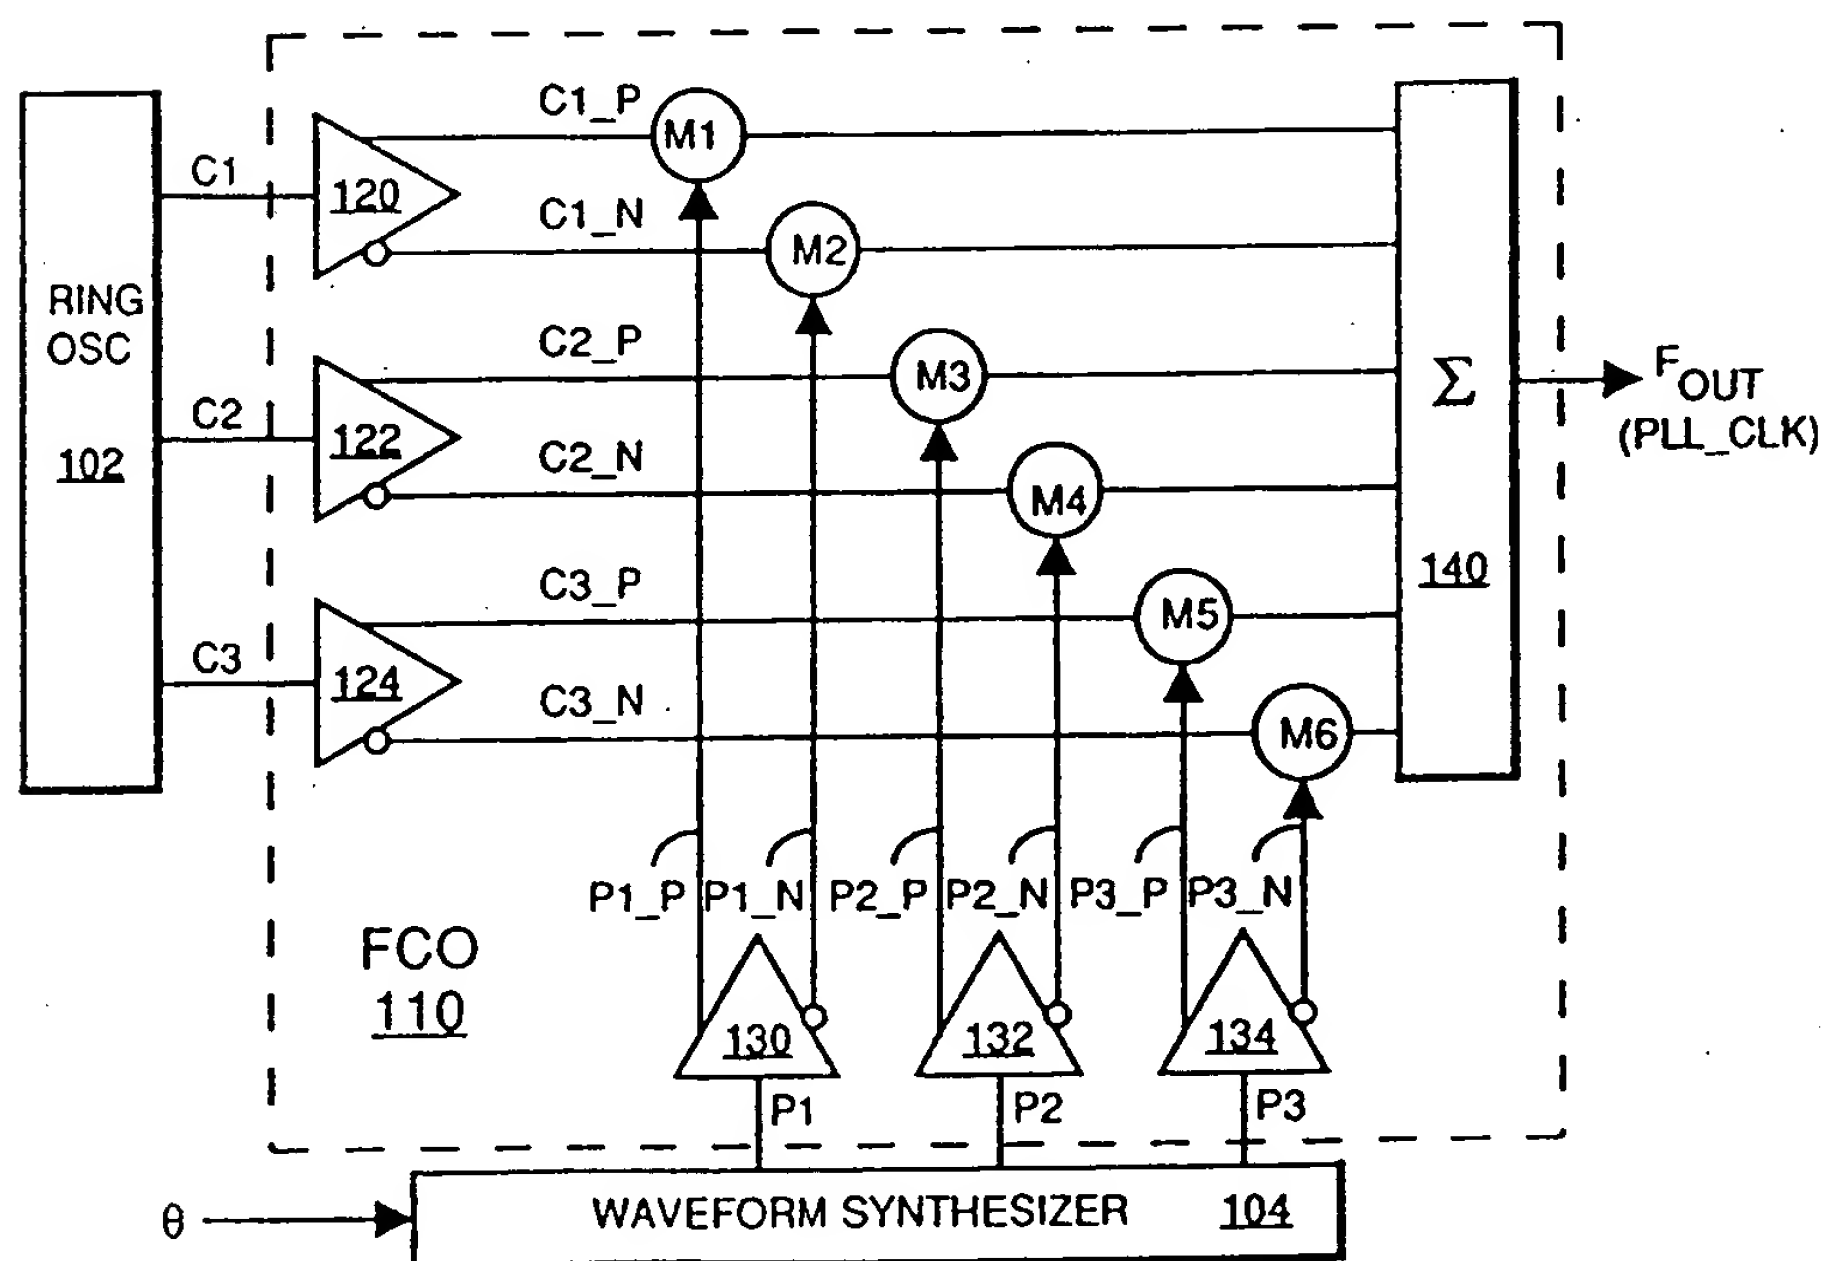 C1_P
M1
C1
120
C1_N
M2
RING
OSC
C2_P
M3
Σ
F OUT
(PLL_CLK)
C2
122
102
C2_N
M4
140
C3_P
M5
C3
124
C3_N
M6
P1_P P1_N P2_P P2_N P3_P P3_N
FCO
110
130 132 134
P1 P2 P3
θ
WAVEFORM SYNTHESIZER 104